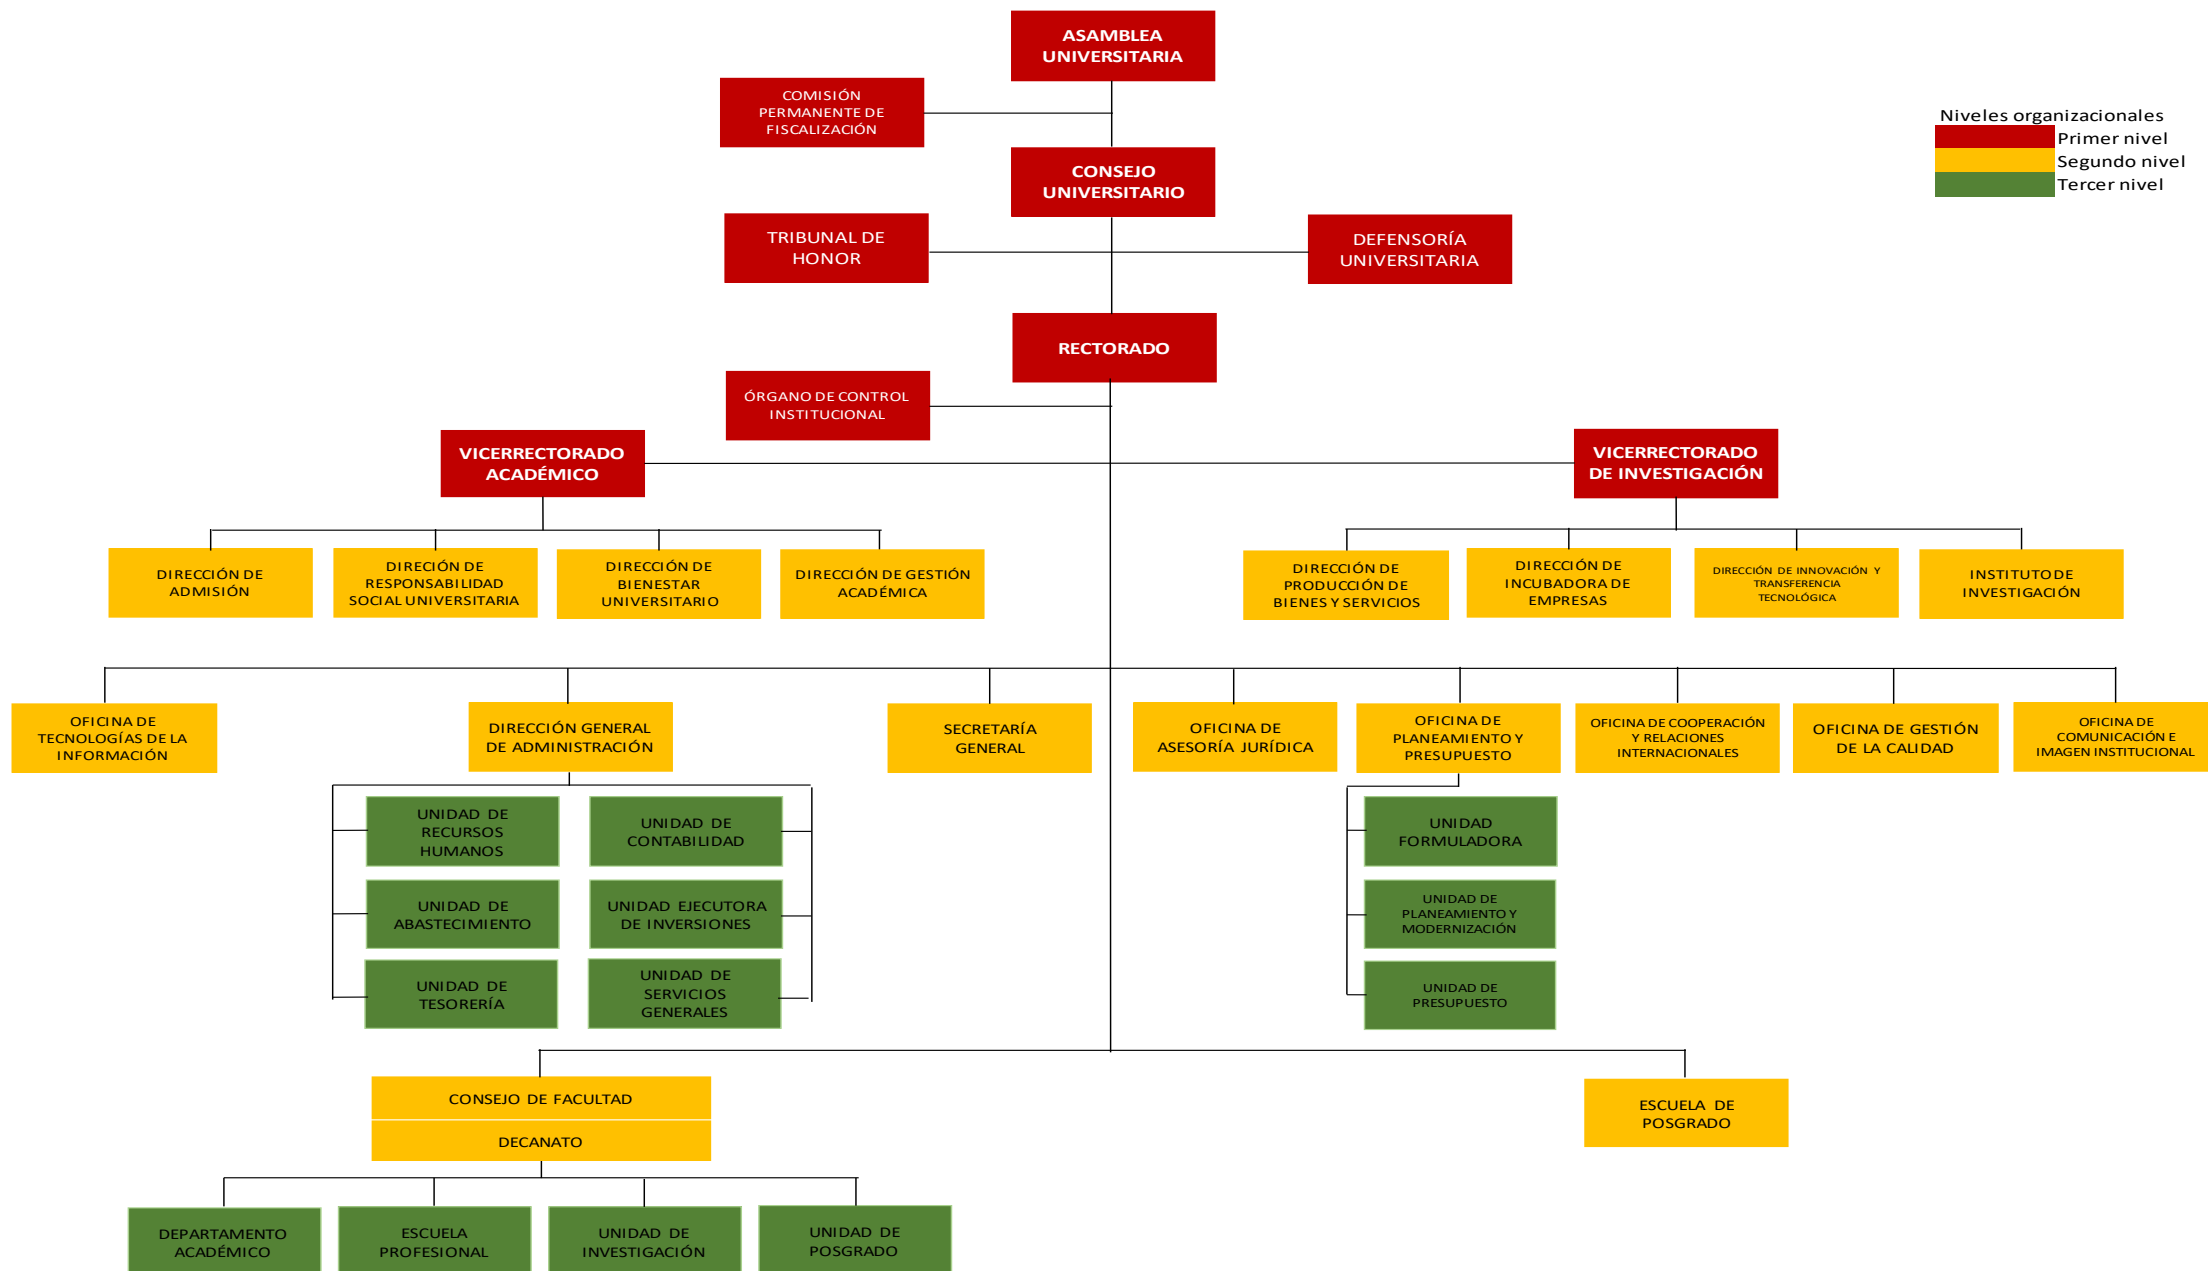 ASAMBLEA
UNIVERSITARIA
COMISIÓN
PERMANENTE DE
FISCALIZACIÓN
Niveles organizacionales
Primer nivel
Segundo nivel
Tercer nivel
CONSEJO
UNIVERSITARIO
TRIBUNAL DE
HONOR
DEFENSORÍA
UNIVERSITARIA
RECTORADO
ÓRGANO DE CONTROL
INSTITUCIONAL
VICERRECTORADO
ACADÉMICO
VICERRECTORADO
DE INVESTIGACIÓN
DIRECCIÓN DE
ADMISIÓN
DIRECIÓN DE
RESPONSABILIDAD
SOCIAL UNIVERSITARIA
DIRECCIÓN DE
BIENESTAR
UNIVERSITARIO
DIRECCIÓN DE GESTIÓN
ACADÉMICA
DIRECCIÓN DE
PRODUCCIÓN DE
BIENES Y SERVICIOS
DIRECCIÓN DE
INCUBADORA DE
EMPRESAS
DIRECCIÓN DE INNOVACIÓN Y
TRANSFERENCIA
TECNOLÓGICA
INSTITUTO DE
INVESTIGACIÓN
OFICINA DE
TECNOLOGÍAS DE LA
INFORMACIÓN
DIRECCIÓN GENERAL
DE ADMINISTRACIÓN
SECRETARÍA
GENERAL
OFICINA DE
ASESORÍA JURÍDICA
OFICINA DE
PLANEAMIENTO Y
PRESUPUESTO
OFICINA DE COOPERACIÓN
Y RELACIONES
INTERNACIONALES
OFICINA DE GESTIÓN
DE LA CALIDAD
OFICINA DE
COMUNICACIÓN E
IMAGEN INSTITUCIONAL
UNIDAD DE
RECURSOS
HUMANOS
UNIDAD DE
CONTABILIDAD
UNIDAD
FORMULADORA
UNIDAD DE
ABASTECIMIENTO
UNIDAD EJECUTORA
DE INVERSIONES
UNIDAD DE
PLANEAMIENTO Y
MODERNIZACIÓN
UNIDAD DE
TESORERÍA
UNIDAD DE
SERVICIOS
GENERALES
UNIDAD DE
PRESUPUESTO
CONSEJO DE FACULTAD
DECANATO
ESCUELA DE
POSGRADO
DEPARTAMENTO
ACADÉMICO
ESCUELA
PROFESIONAL
UNIDAD DE
INVESTIGACIÓN
UNIDAD DE
POSGRADO